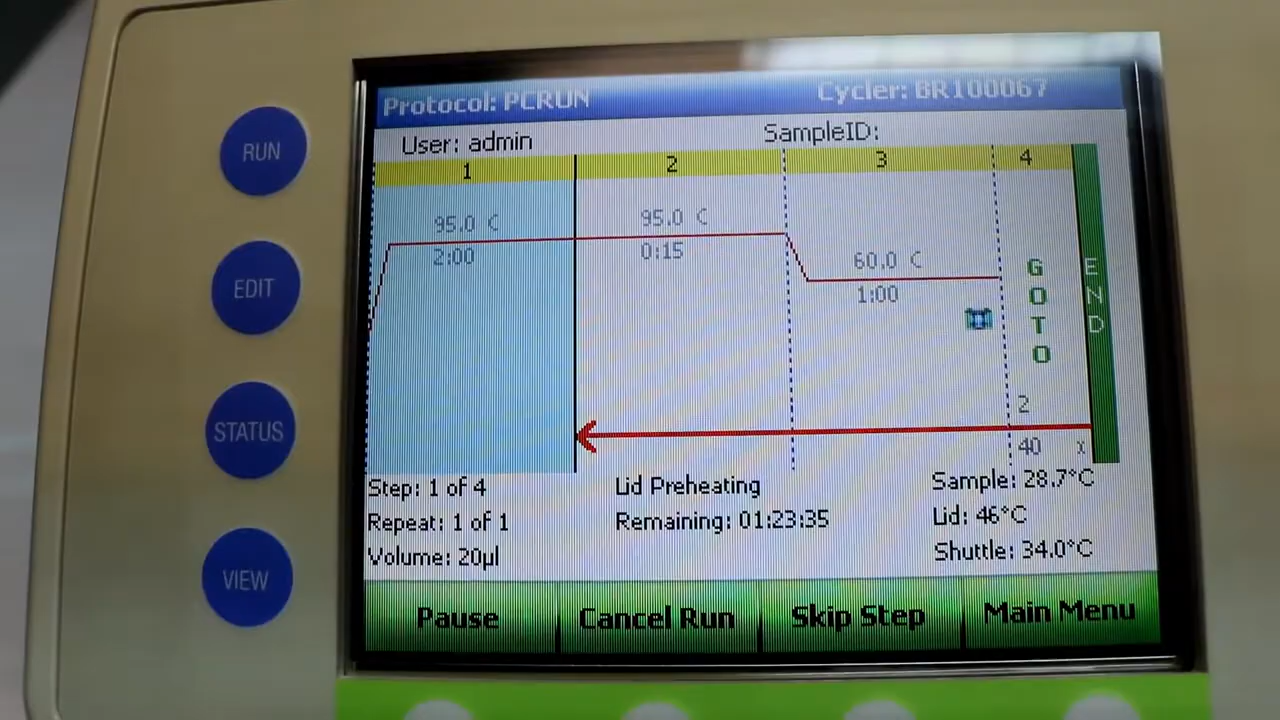 Protocol: PCRUN Cycler: BR100067
User: admin SampleID:
1 2 3 4
95.0 C 95.0 C 60.0 C
2:00 0:15 1:00
GOTO
END
2
40 x
Step: 1 of 4 Lid Preheating Sample: 28.7°C
Repeat: 1 of 1 Remaining: 01:23:35 Lid: 46°C
Volume: 20µl Shuttle: 34.0°C
Pause Cancel Run Skip Step Main Menu
RUN
EDIT
STATUS
VIEW